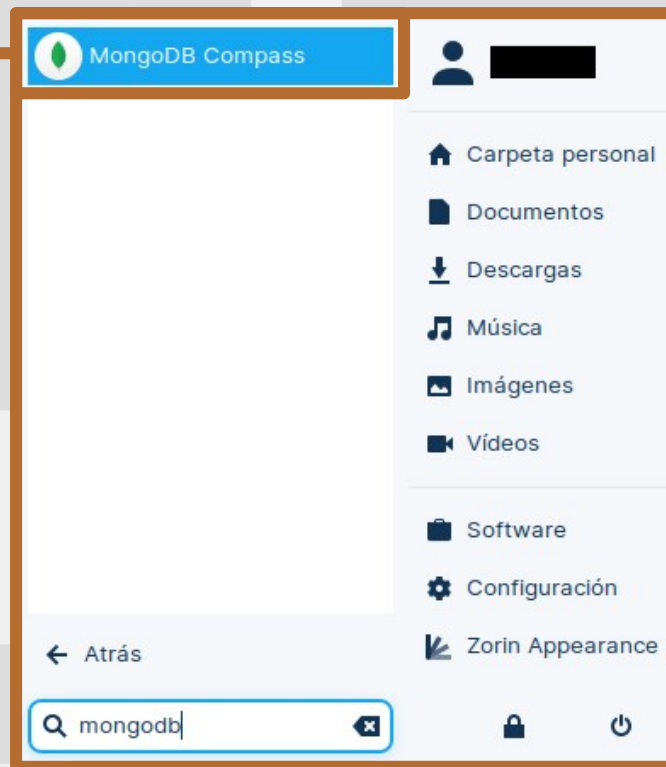 MongoDB Compass
Carpeta personal
Documentos
Descargas
Música
Imágenes
Vídeos
Software
Configuración
Zorin Appearance
Atrás
mongodb